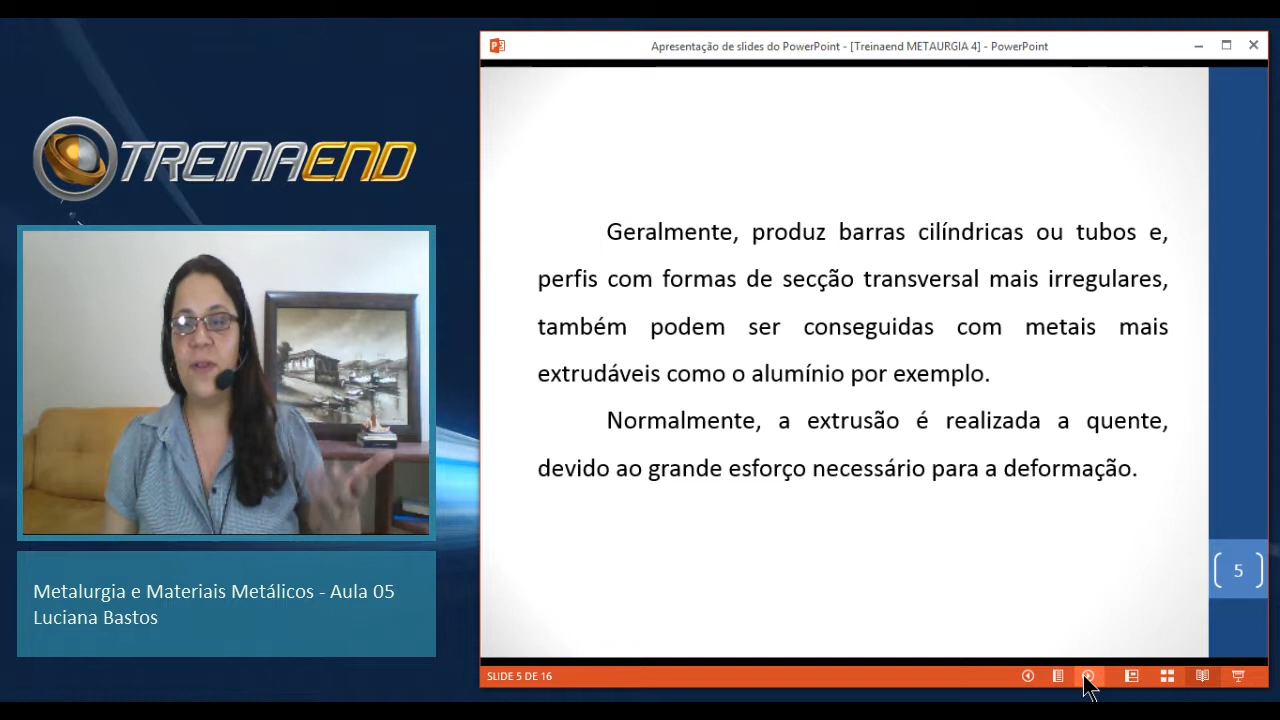 Apresentação de slides do PowerPoint - [Treinaend METAURGIA 4] - PowerPoint
TREINAEND
Geralmente, produz barras cilíndricas ou tubos e,
perfis com formas de secção transversal mais irregulares,
também podem ser conseguidas com metais mais
extrudáveis como o alumínio por exemplo.
Normalmente, a extrusão é realizada a quente,
devido ao grande esforço necessário para a deformação.
5
Metalurgia e Materiais Metálicos - Aula 05
Luciana Bastos
SLIDE 5 DE 16